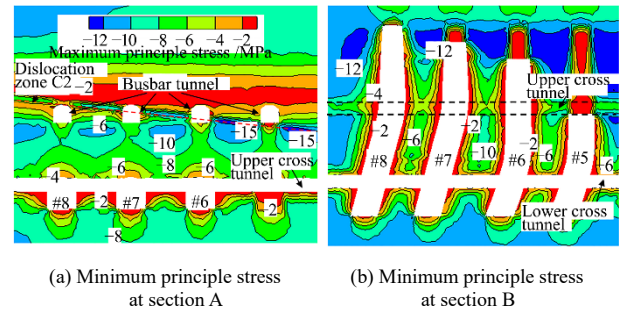 (a)
−12 −10 −8 −6 −4 −2
Maximum principle stress /MPa
Dislocation
zone C2
−2
Busbar tunnel
−6
−15
−15
−10
−6
8
−6
6
Upper cross
tunnel
4
#8
−2
#7
−2
#6
−2
−8
(b)
−12
−12
Upper cross
tunnel
−4
−2
−2
−2
#8
−6
#7
−10
#6
−6
#5
−6
Lower cross
tunnel
(a) Minimum principle stress
at section A
(b) Minimum principle stress
at section B